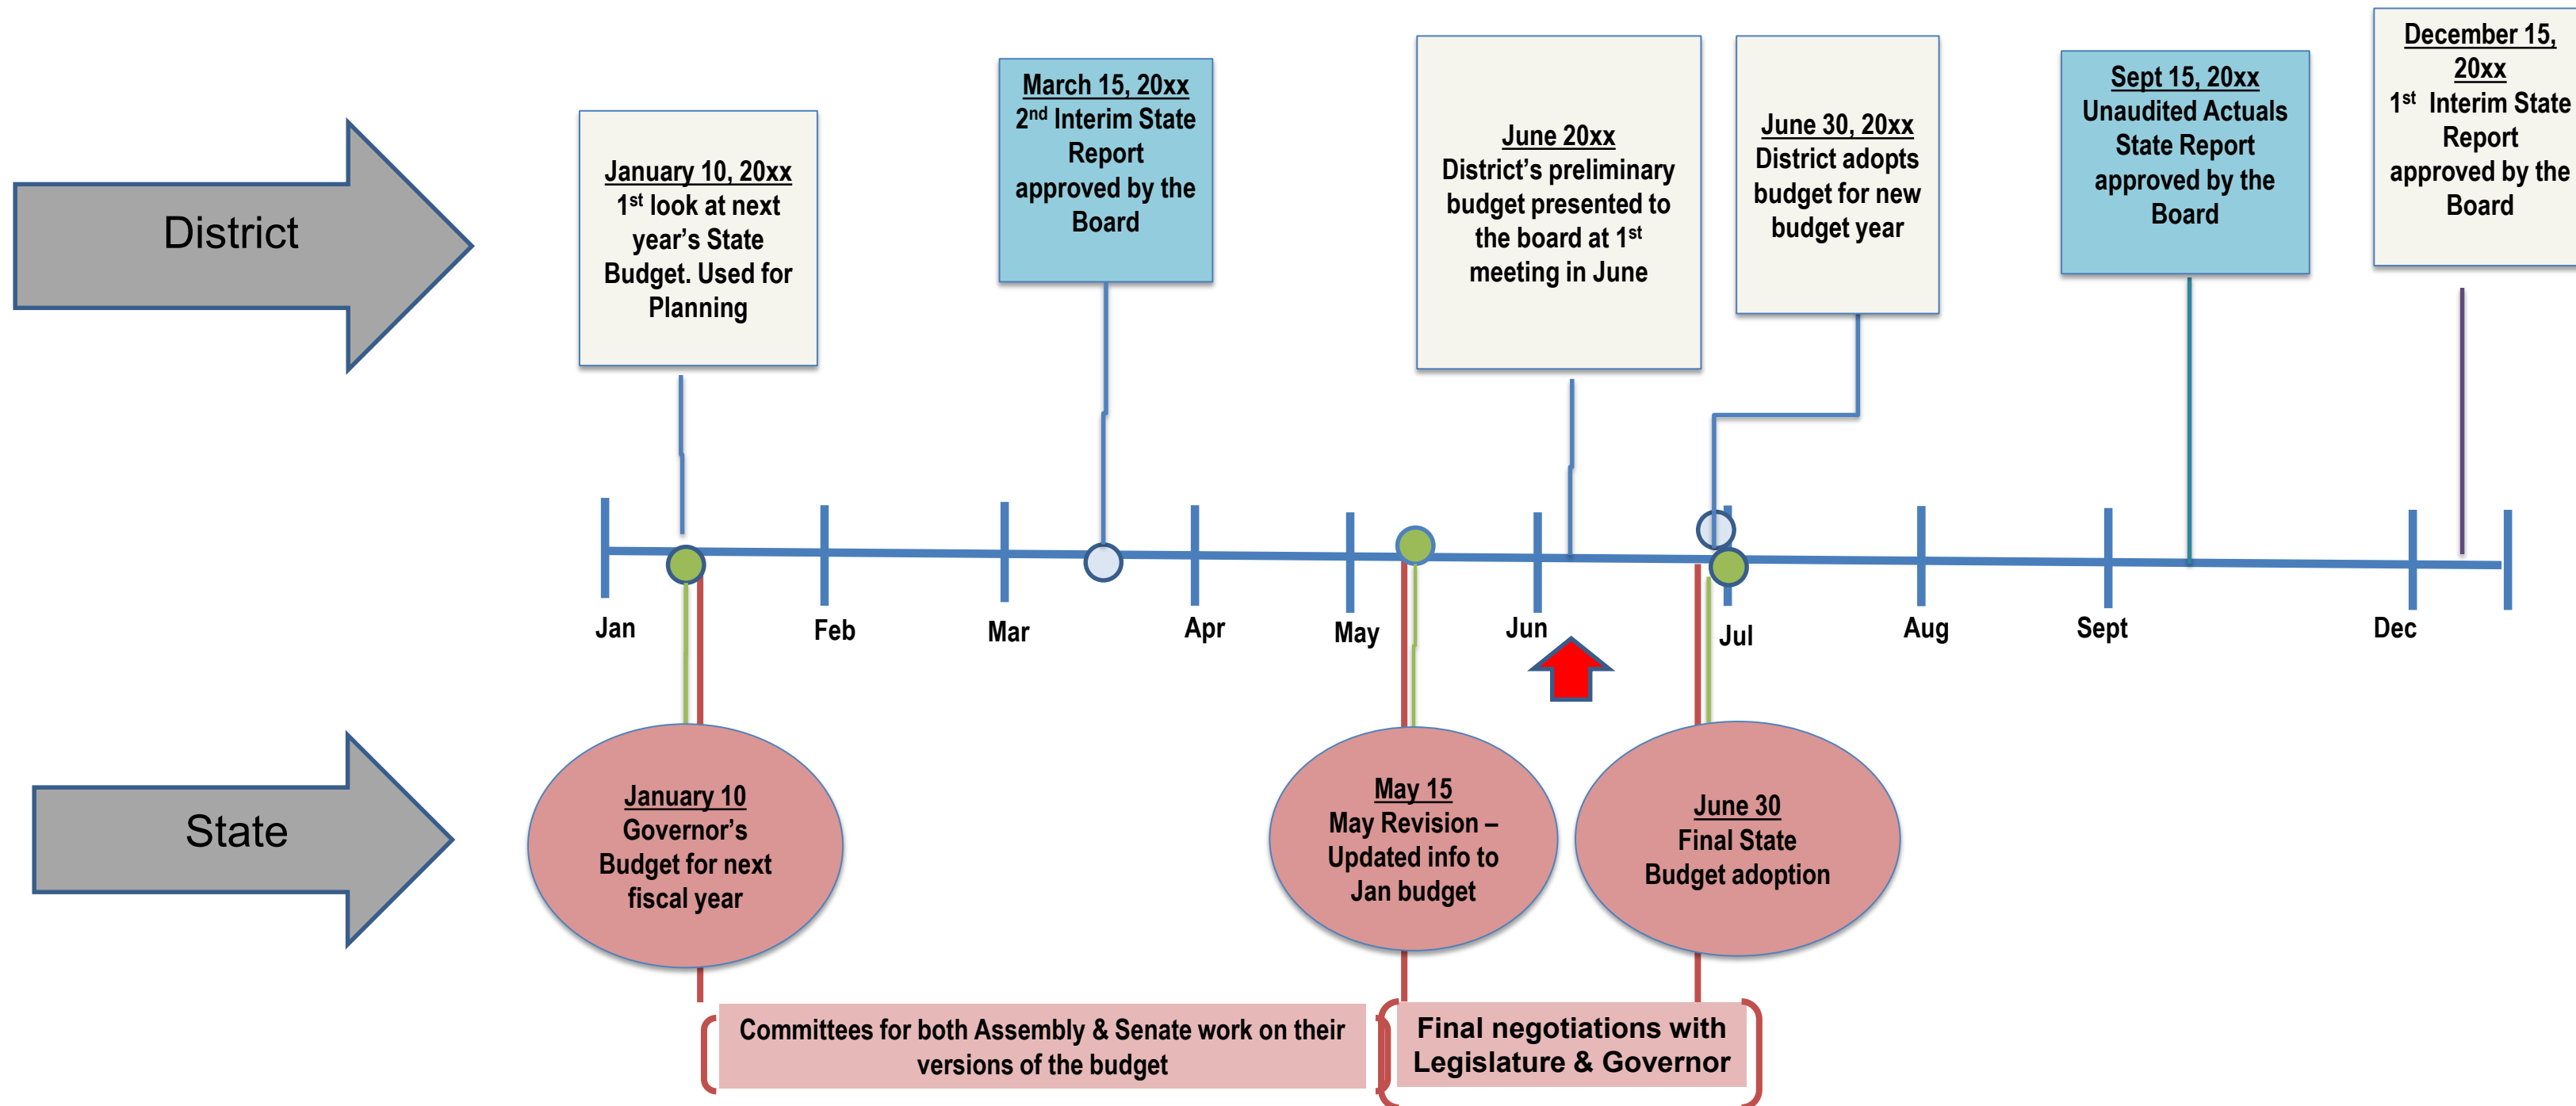 District
January 10, 20xx
1st look at next
year's State
Budget. Used for
Planning
March 15, 20xx
2nd Interim State
Report
approved by the
Board
June 20xx
District's preliminary
budget presented to
the board at 1st
meeting in June
June 30, 20xx
District adopts
budget for new
budget year
Sept 15, 20xx
Unaudited Actuals
State Report
approved by the
Board
December 15,
20xx
1st Interim State
Report
approved by the
Board
Jan
Feb
Mar
Apr
May
Jun
Jul
Aug
Sept
Dec
State
January 10
Governor's
Budget for next
fiscal year
May 15
May Revision –
Updated info to
Jan budget
June 30
Final State
Budget adoption
Committees for both Assembly & Senate work on their
versions of the budget
Final negotiations with
Legislature & Governor